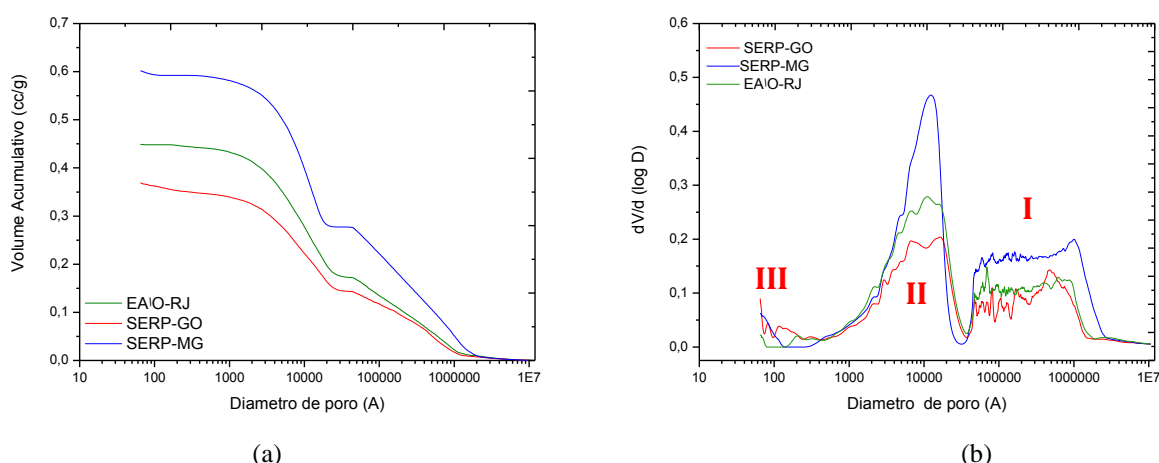 0,7
0,6
0,5
0,4
0,3
0,2
0,1
0,0
Volume Acumulativo (cc/g)
EA\O-RJ
SERP-GO
SERP-MG
10 100 1000 10000 100000 1000000 1E7
Diametro de poro (A)
(a)
0,6
0,5
0,4
0,3
0,2
0,1
0,0
dV/d (log D)
SERP-GO
SERP-MG
EA\O-RJ
I
II
III
10 100 1000 10000 100000 1000000 1E7
Diametro de poro (A)
(b)